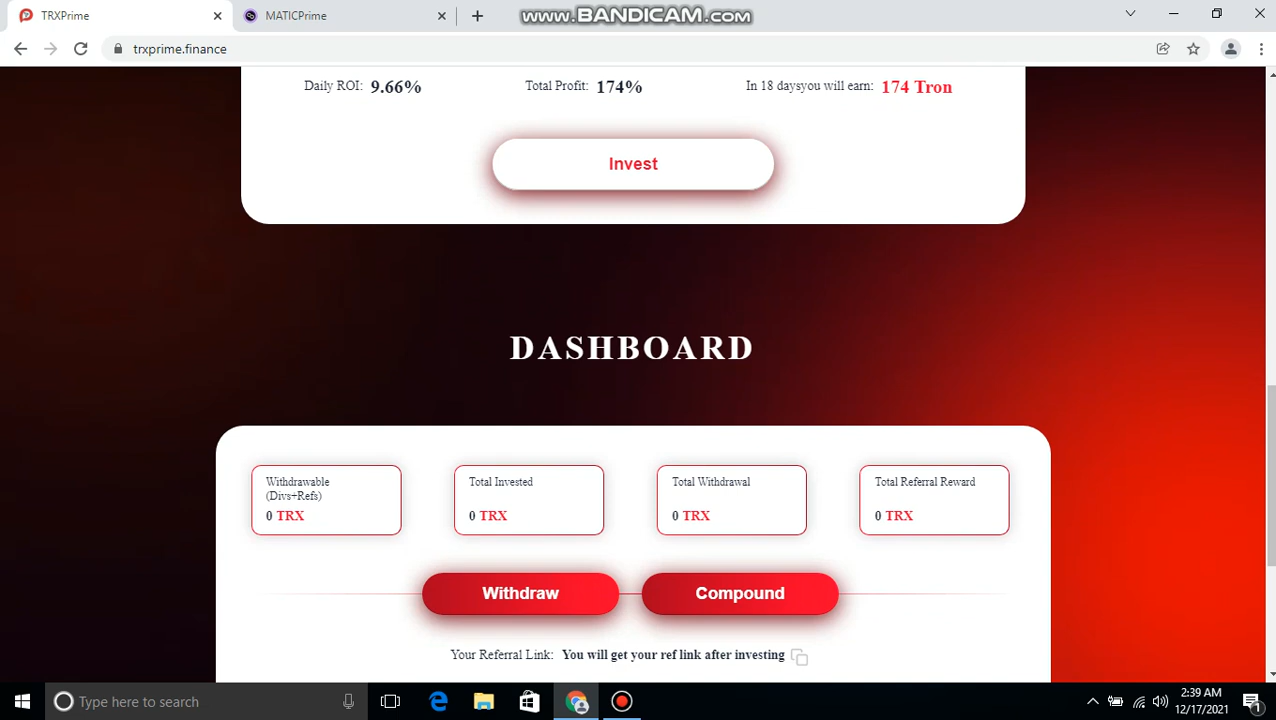 TRXPrime
MATICPrime
www.BANDICAM.com
trxprime.finance
Daily ROI: 9.66% Total Profit: 174% In 18 daysyou will earn: 174 Tron
Invest
DASHBOARD
Withdrawable
(Divs+Refs)
0 TRX
Total Invested
0 TRX
Total Withdrawal
0 TRX
Total Referral Reward
0 TRX
Withdraw
Compound
Your Referral Link: You will get your ref link after investing
Type here to search
2:39 AM
12/17/2021
1